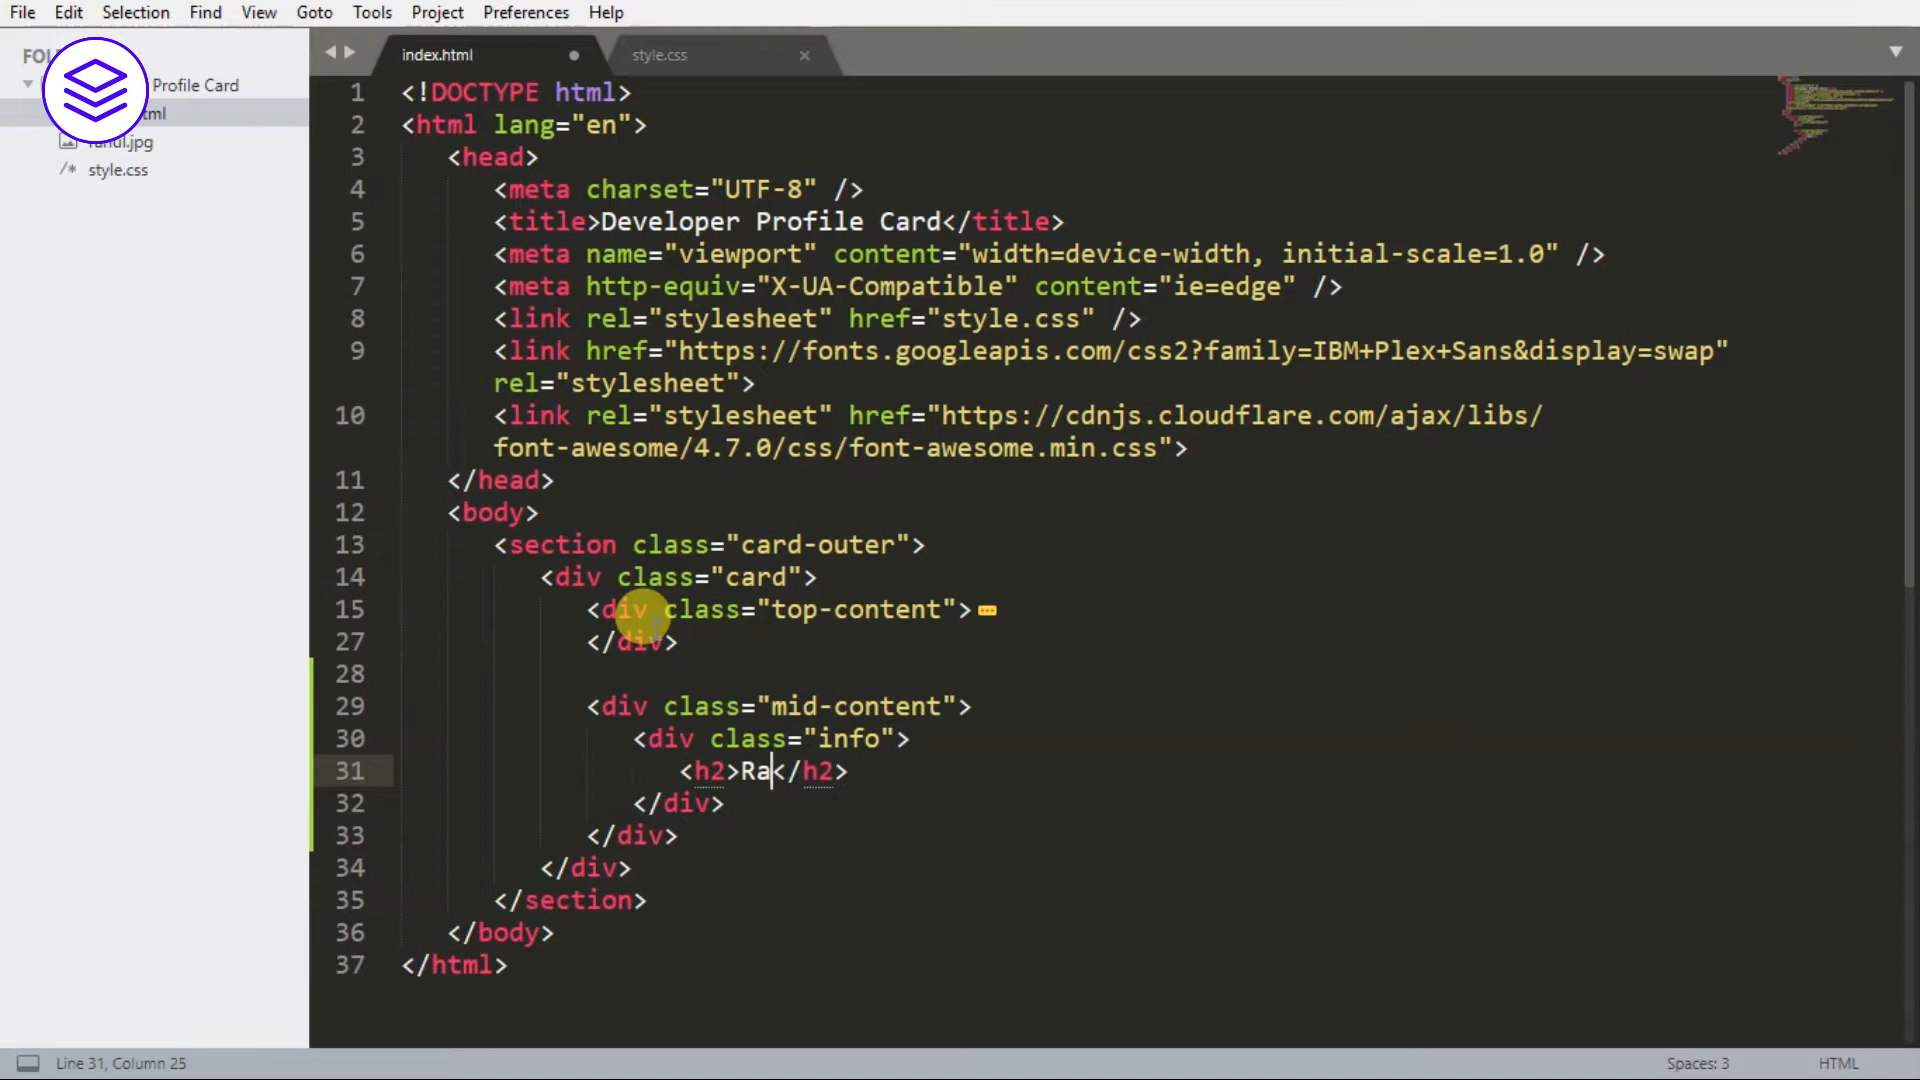 File Edit Selection Find View Goto Tools Project Preferences Help
index.html
style.css
Profile Card
style.css
1 <!DOCTYPE html>
2 <html lang="en">
3 <head>
4 <meta charset="UTF-8" />
5 <title>Developer Profile Card</title>
6 <meta name="viewport" content="width=device-width, initial-scale=1.0" />
7 <meta http-equiv="X-UA-Compatible" content="ie=edge" />
8 <link rel="stylesheet" href="style.css" />
9 <link href="https://fonts.googleapis.com/css2?family=IBM+Plex+Sans&display=swap"
rel="stylesheet">
10 <link rel="stylesheet" href="https://cdnjs.cloudflare.com/ajax/libs/
font-awesome/4.7.0/css/font-awesome.min.css">
11 </head>
12 <body>
13 <section class="card-outer">
14 <div class="card">
15 <div class="top-content">
27 </div>
28
29 <div class="mid-content">
30 <div class="info">
31 <h2>Ra</h2>
32 </div>
33 </div>
34 </div>
35 </section>
36 </body>
37 </html>
Line 31, Column 25
Spaces: 3
HTML